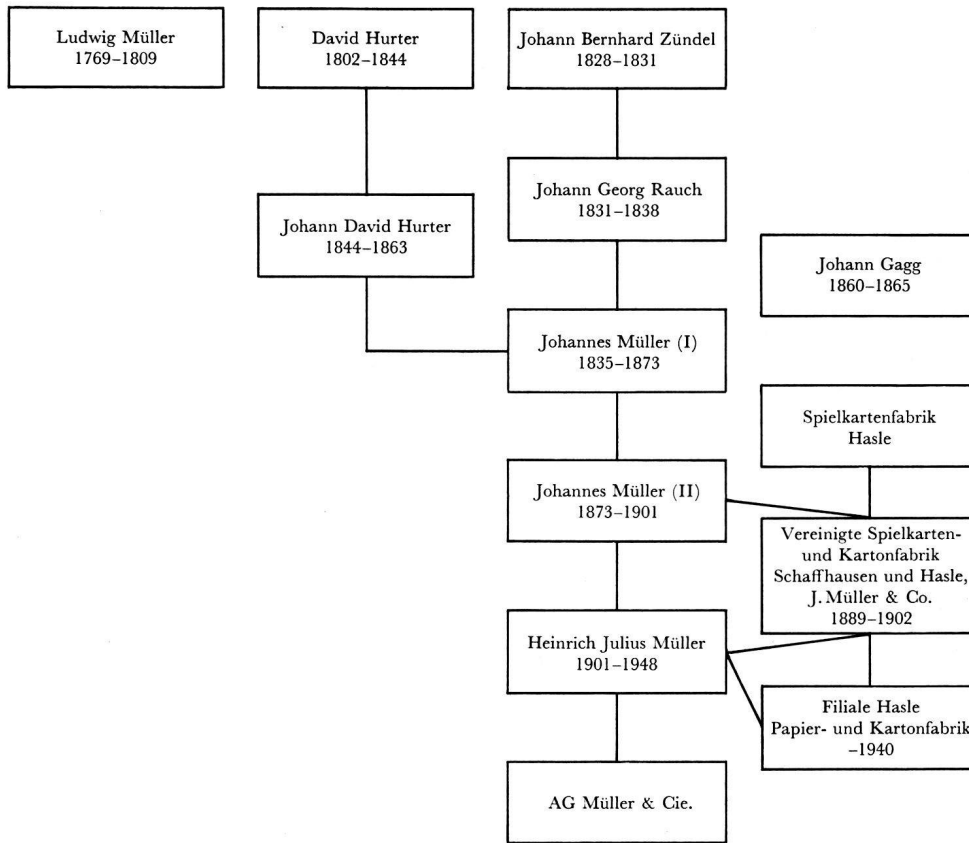 Ludwig Müller
1769–1809
David Hurter
1802–1844
Johann Bernhard Zündel
1828–1831
Johann Georg Rauch
1831–1838
Johann David Hurter
1844–1863
Johann Gagg
1860–1865
Johannes Müller (I)
1835–1873
Spielkartenfabrik
Hasle
Johannes Müller (II)
1873–1901
Vereinigte Spielkarten-
und Kartonfabrik
Schaffhausen und Hasle,
J. Müller & Co.
1889–1902
Heinrich Julius Müller
1901–1948
Filiale Hasle
Papier- und Kartonfabrik
–1940
AG Müller & Cie.